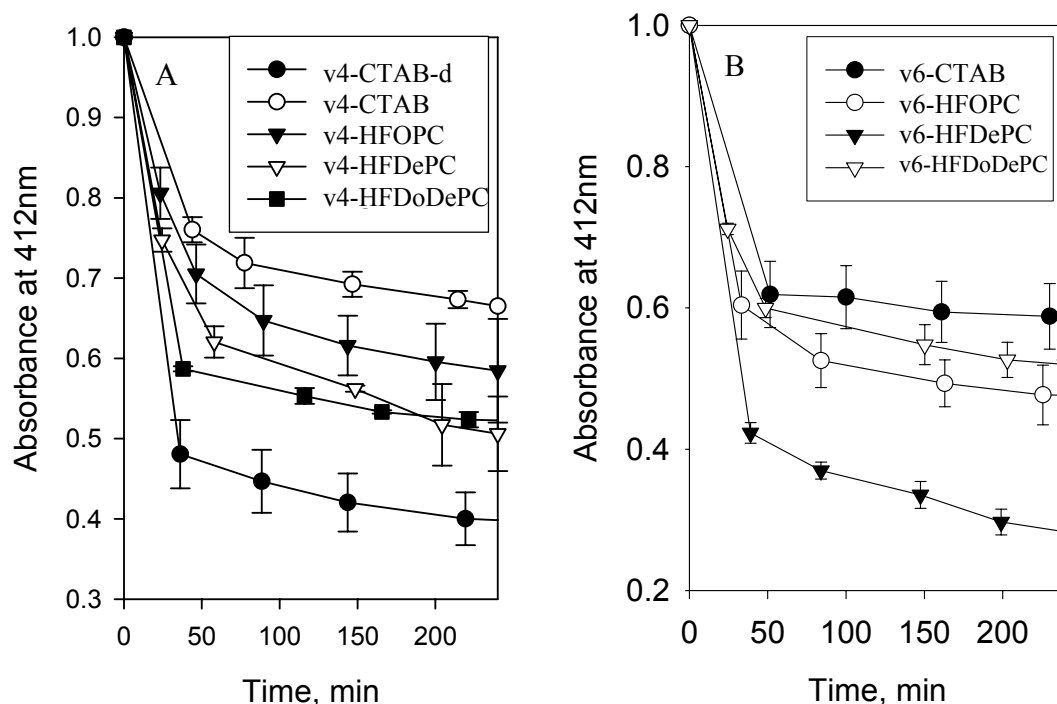 A
v4-CTAB-d
v4-CTAB
v4-HFOPC
v4-HFDePC
v4-HFDoDePC
Absorbance at 412nm
1.0
0.9
0.8
0.7
0.6
0.5
0.4
0.3
0 50 100 150 200
Time, min
B
v6-CTAB
v6-HFOPC
v6-HFDePC
v6-HFDoDePC
Absorbance at 412nm
1.0
0.8
0.6
0.4
0.2
0 50 100 150 200
Time, min